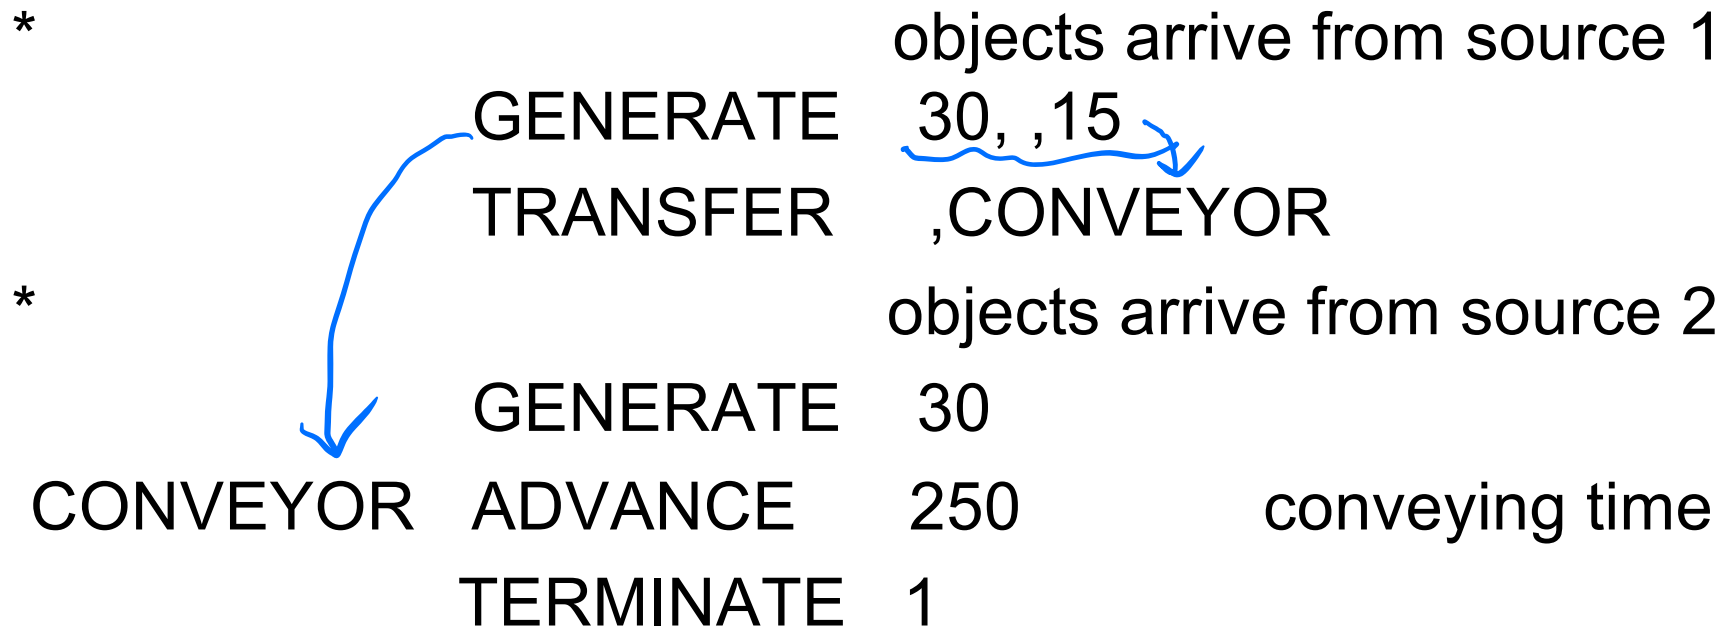 * objects arrive from source 1
GENERATE 30, ,15
TRANSFER ,CONVEYOR
* objects arrive from source 2
GENERATE 30
CONVEYOR ADVANCE 250 conveying time
TERMINATE 1